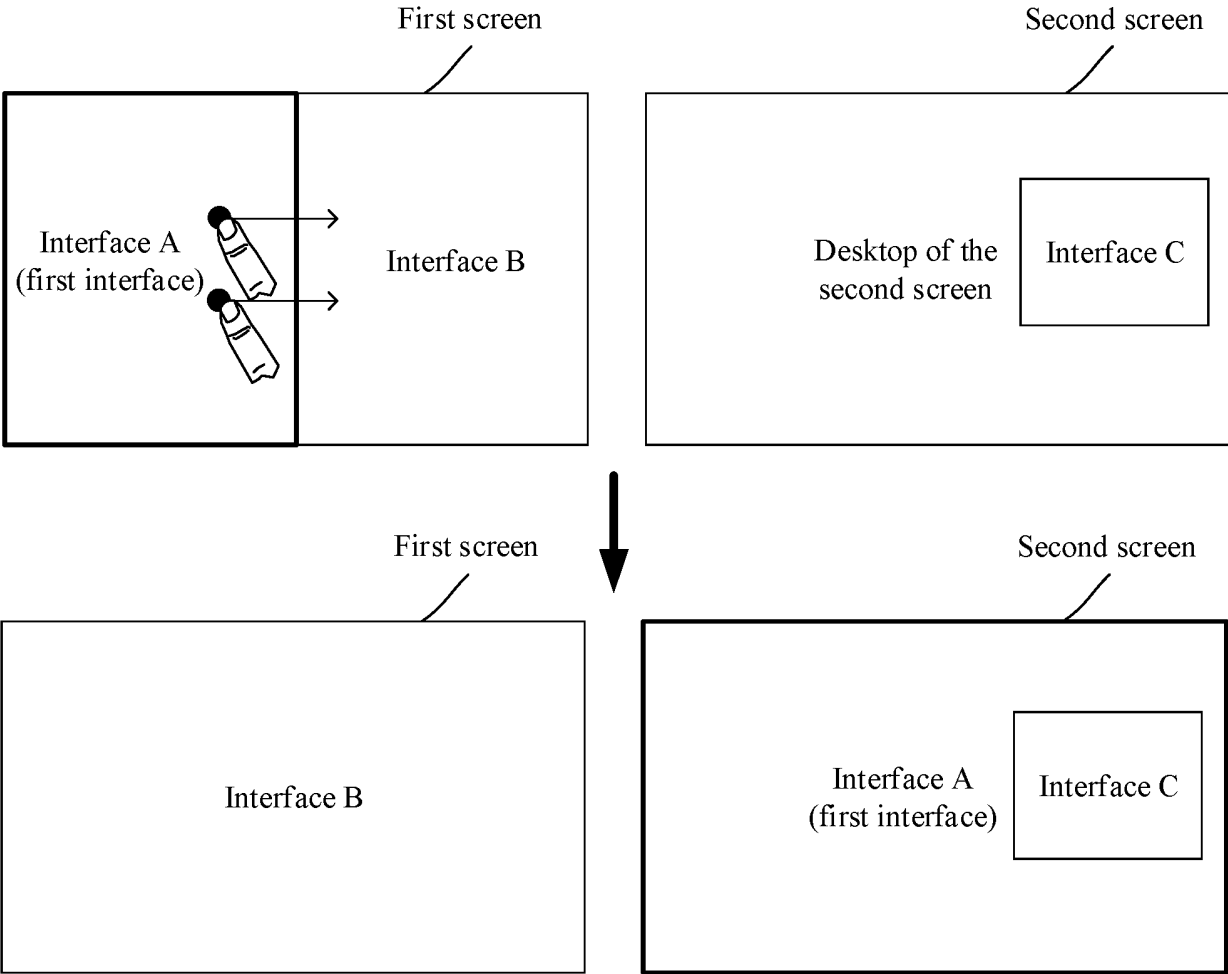 First screen
Second screen
Interface A
(first interface)
Interface B
Desktop of the
second screen
Interface C
First screen
Second screen
Interface B
Interface A
(first interface)
Interface C